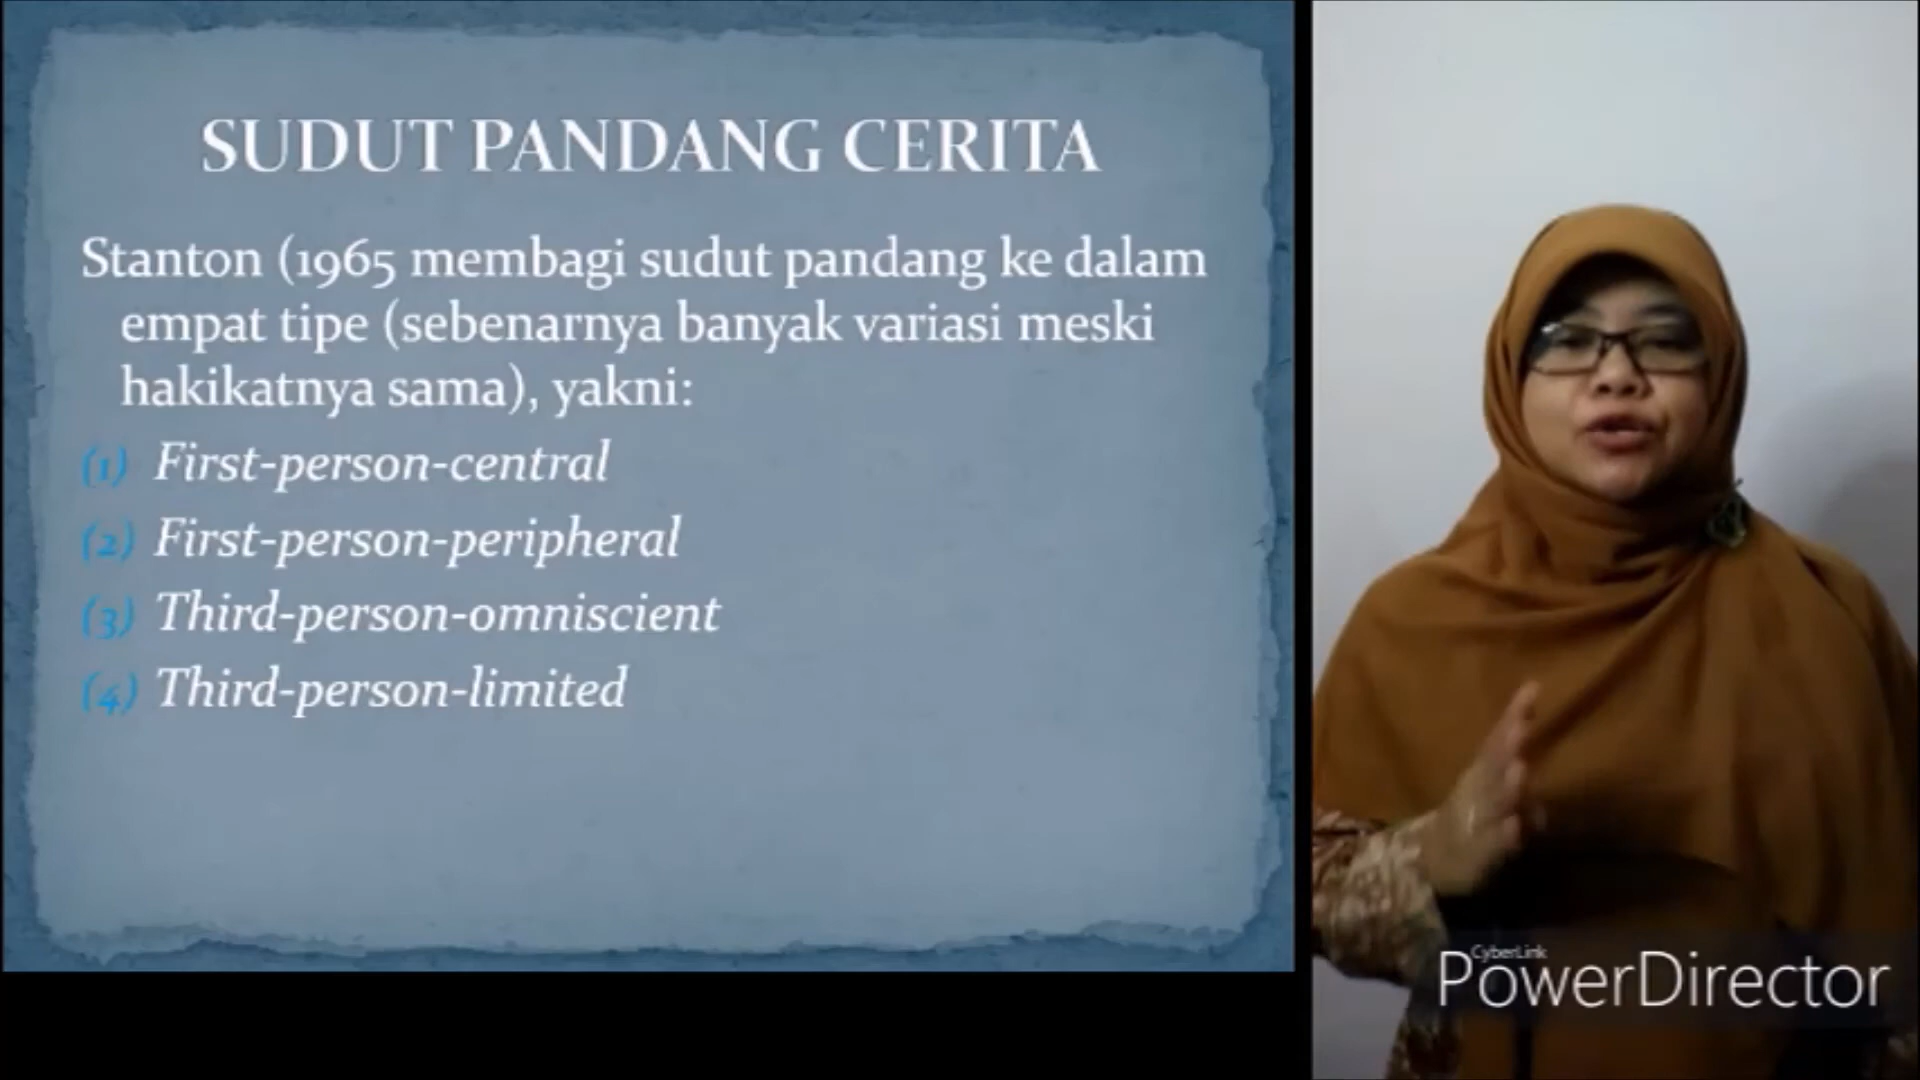 SUDUT PANDANG CERITA
Stanton (1965 membagi sudut pandang ke dalam
empat tipe (sebenarnya banyak variasi meski
hakikatnya sama), yakni:
(1) First-person-central
(2) First-person-peripheral
(3) Third-person-omniscient
(4) Third-person-limited
CyberLink
PowerDirector